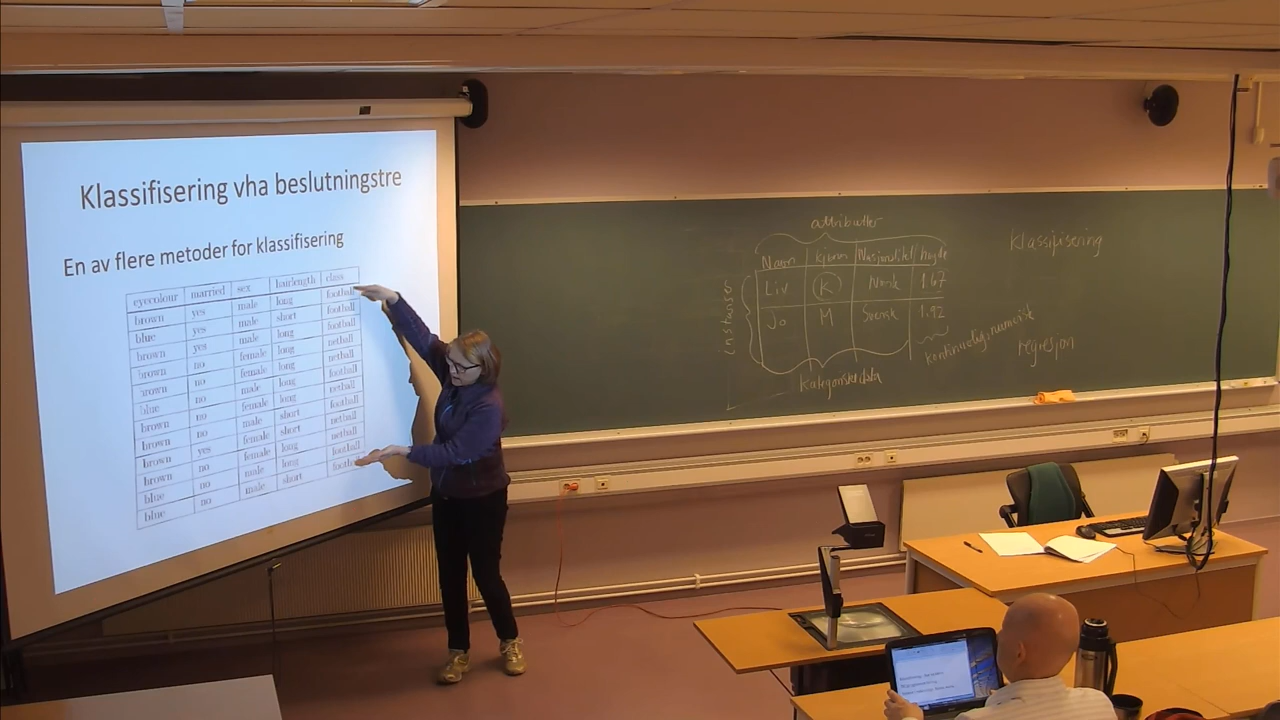 Klassifisering vha beslutningstre
En av flere metoder for klassifisering
eyecolour married sex hairlength class
brown yes male long football
blue yes male short football
brown yes male long football
brown no female long netball
brown no female long netball
blue no male long football
brown no female long netball
brown no male short football
brown yes female short netball
brown no female long netball
blue no male long football
blue no male short football
attributter
Navn Kjønn Nasjonalitet høyde
instanser
Liv K Norsk 1.67
Jo M Svensk 1.92
kategoriske data
kontinuerlig, numerisk
Klassifisering
regresjon